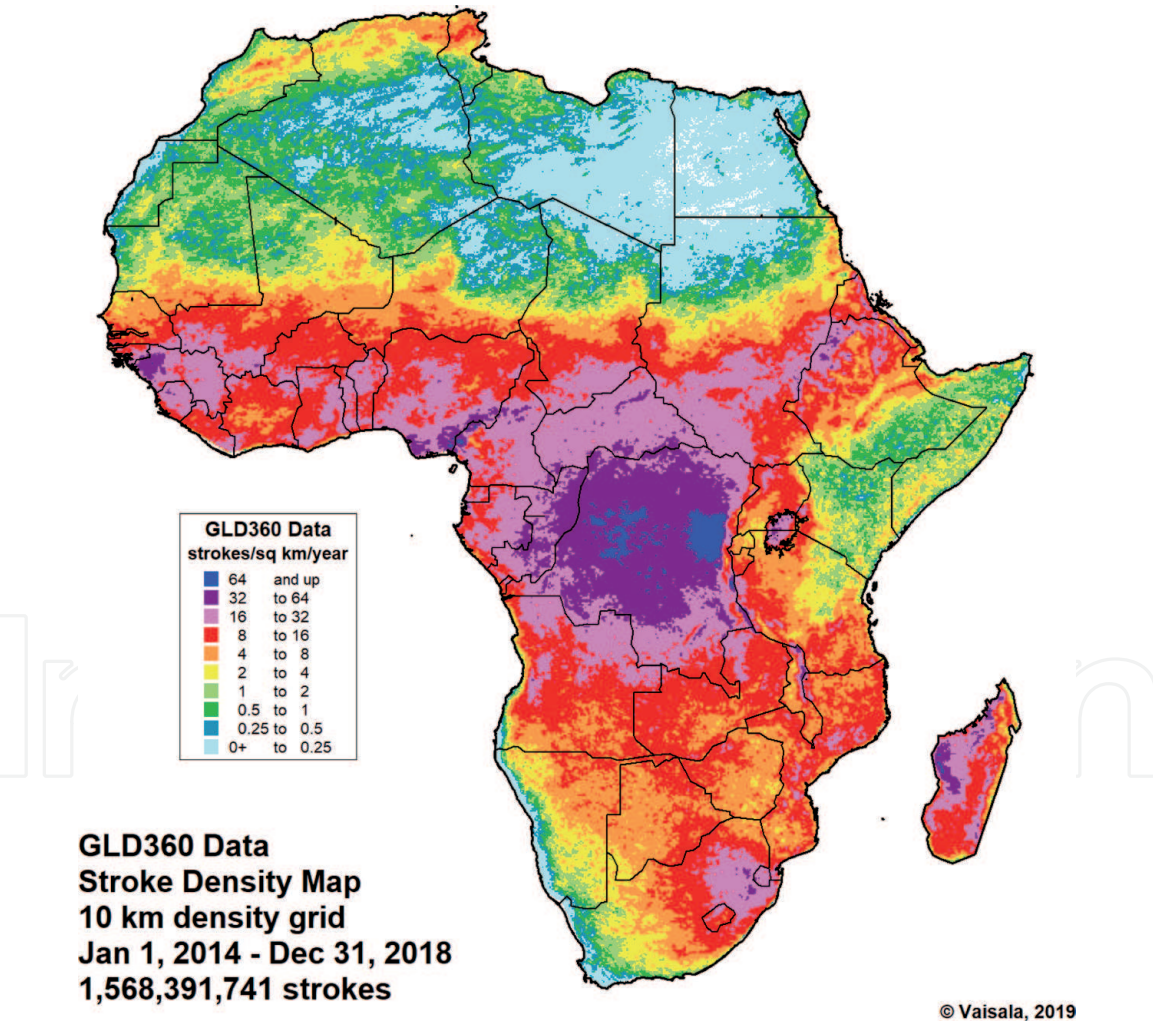 GLD360 Data
strokes/sq km/year
64 and up
32 to 64
16 to 32
8 to 16
4 to 8
2 to 4
1 to 2
0.5 to 1
0.25 to 0.5
0+ to 0.25
GLD360 Data
Stroke Density Map
10 km density grid
Jan 1, 2014 - Dec 31, 2018
1,568,391,741 strokes
© Vaisala, 2019